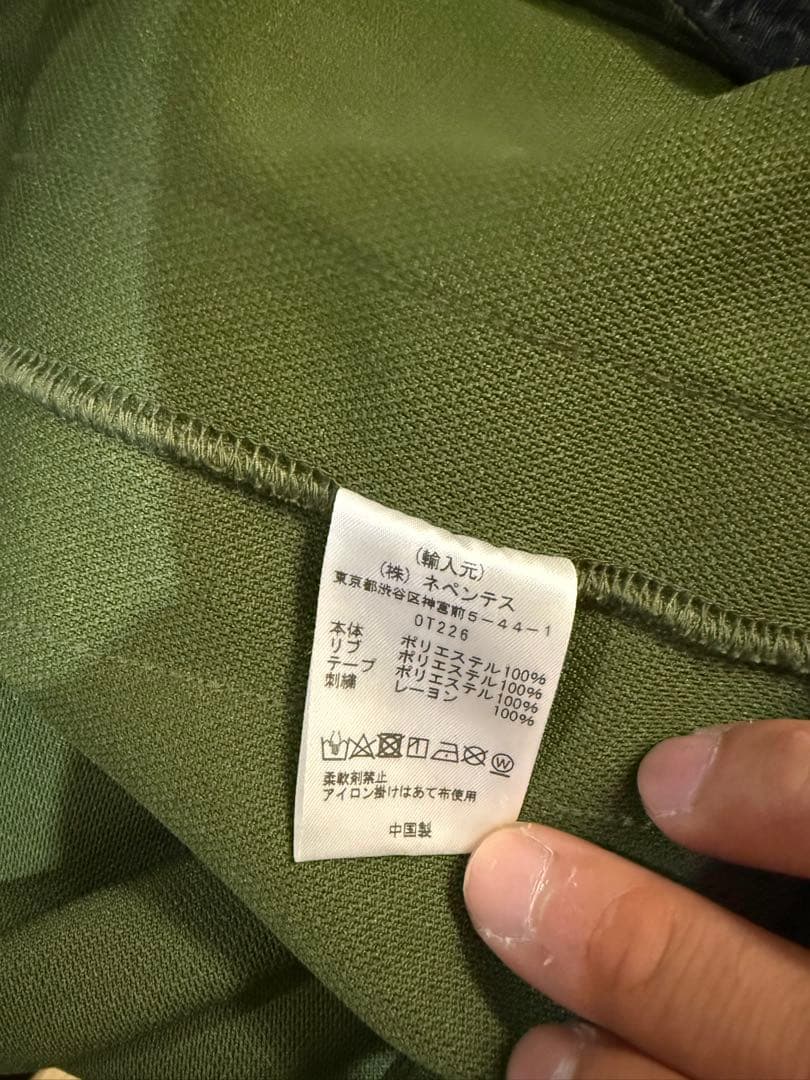 (輸入元)
(株) ネペンテス
東京都渋谷区神宮前5-44-1
OT226
本体 ポリエステル100%
リブ ポリエステル100%
テープ ポリエステル100%
刺繍 レーヨン 100%
W
柔軟剤禁止
アイロン掛けはあて布使用
中国製